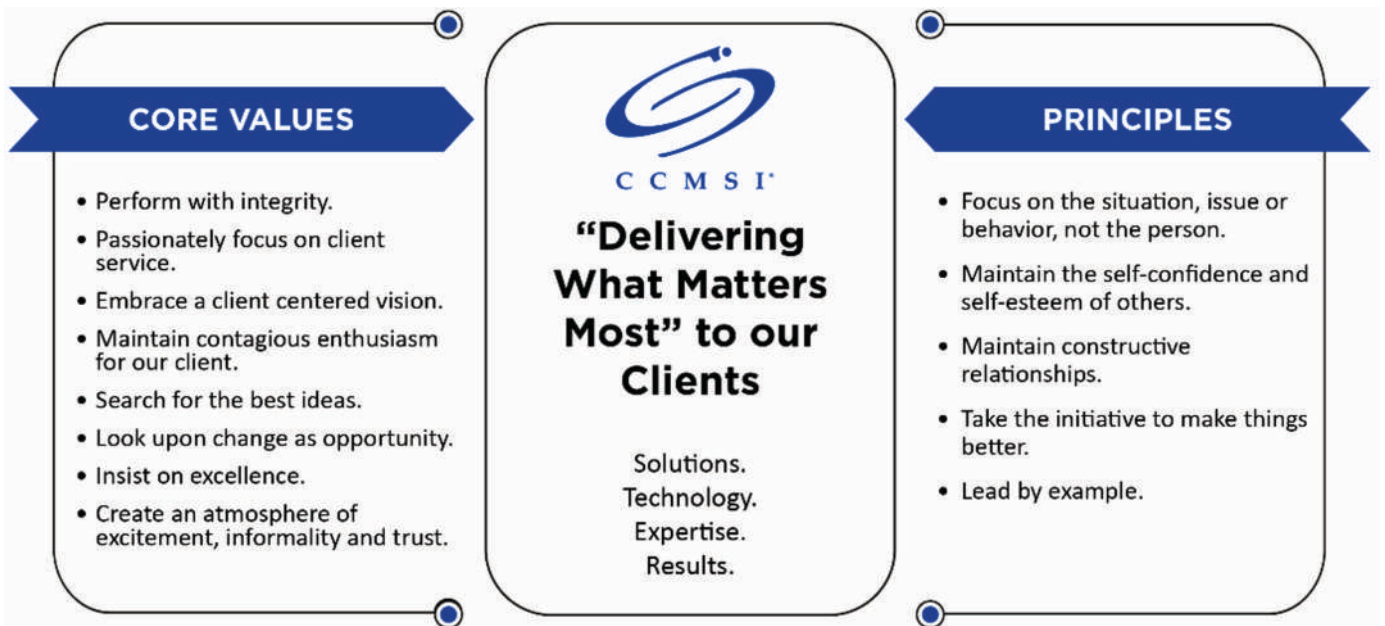 CORE VALUES
• Perform with integrity.
• Passionately focus on client
service.
• Embrace a client centered vision.
• Maintain contagious enthusiasm
for our client.
• Search for the best ideas.
• Look upon change as opportunity.
• Insist on excellence.
• Create an atmosphere of
excitement, informality and trust.
CCMSI
“Delivering
What Matters
Most” to our
Clients
Solutions.
Technology.
Expertise.
Results.
PRINCIPLES
• Focus on the situation, issue or
behavior, not the person.
• Maintain the self-confidence and
self-esteem of others.
• Maintain constructive
relationships.
• Take the initiative to make things
better.
• Lead by example.